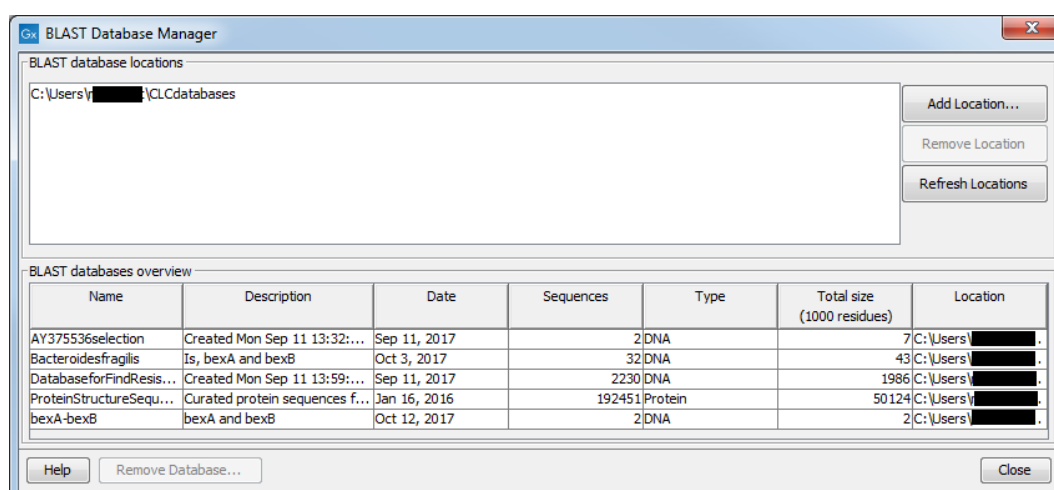 Gx BLAST Database Manager
BLAST database locations
C:\Users\ :\CLCdatabases
Add Location...
Remove Location
Refresh Locations
BLAST databases overview
Name Description Date Sequences Type Total size (1000 residues) Location
AY375536selection Created Mon Sep 11 13:32:... Sep 11, 2017 2 DNA 7 C:\Users\ .
Bacteroidesfragilis Is, bexA and bexB Oct 3, 2017 32 DNA 43 C:\Users\ .
DatabaseforFindResis... Created Mon Sep 11 13:59:... Sep 11, 2017 2230 DNA 1986 C:\Users\ .
ProteinStructureSequ... Curated protein sequences f... Jan 16, 2016 192451 Protein 50124 C:\Users\ .
bexA-bexB bexA and bexB Oct 12, 2017 2 DNA 2 C:\Users\ .
Help Remove Database... Close